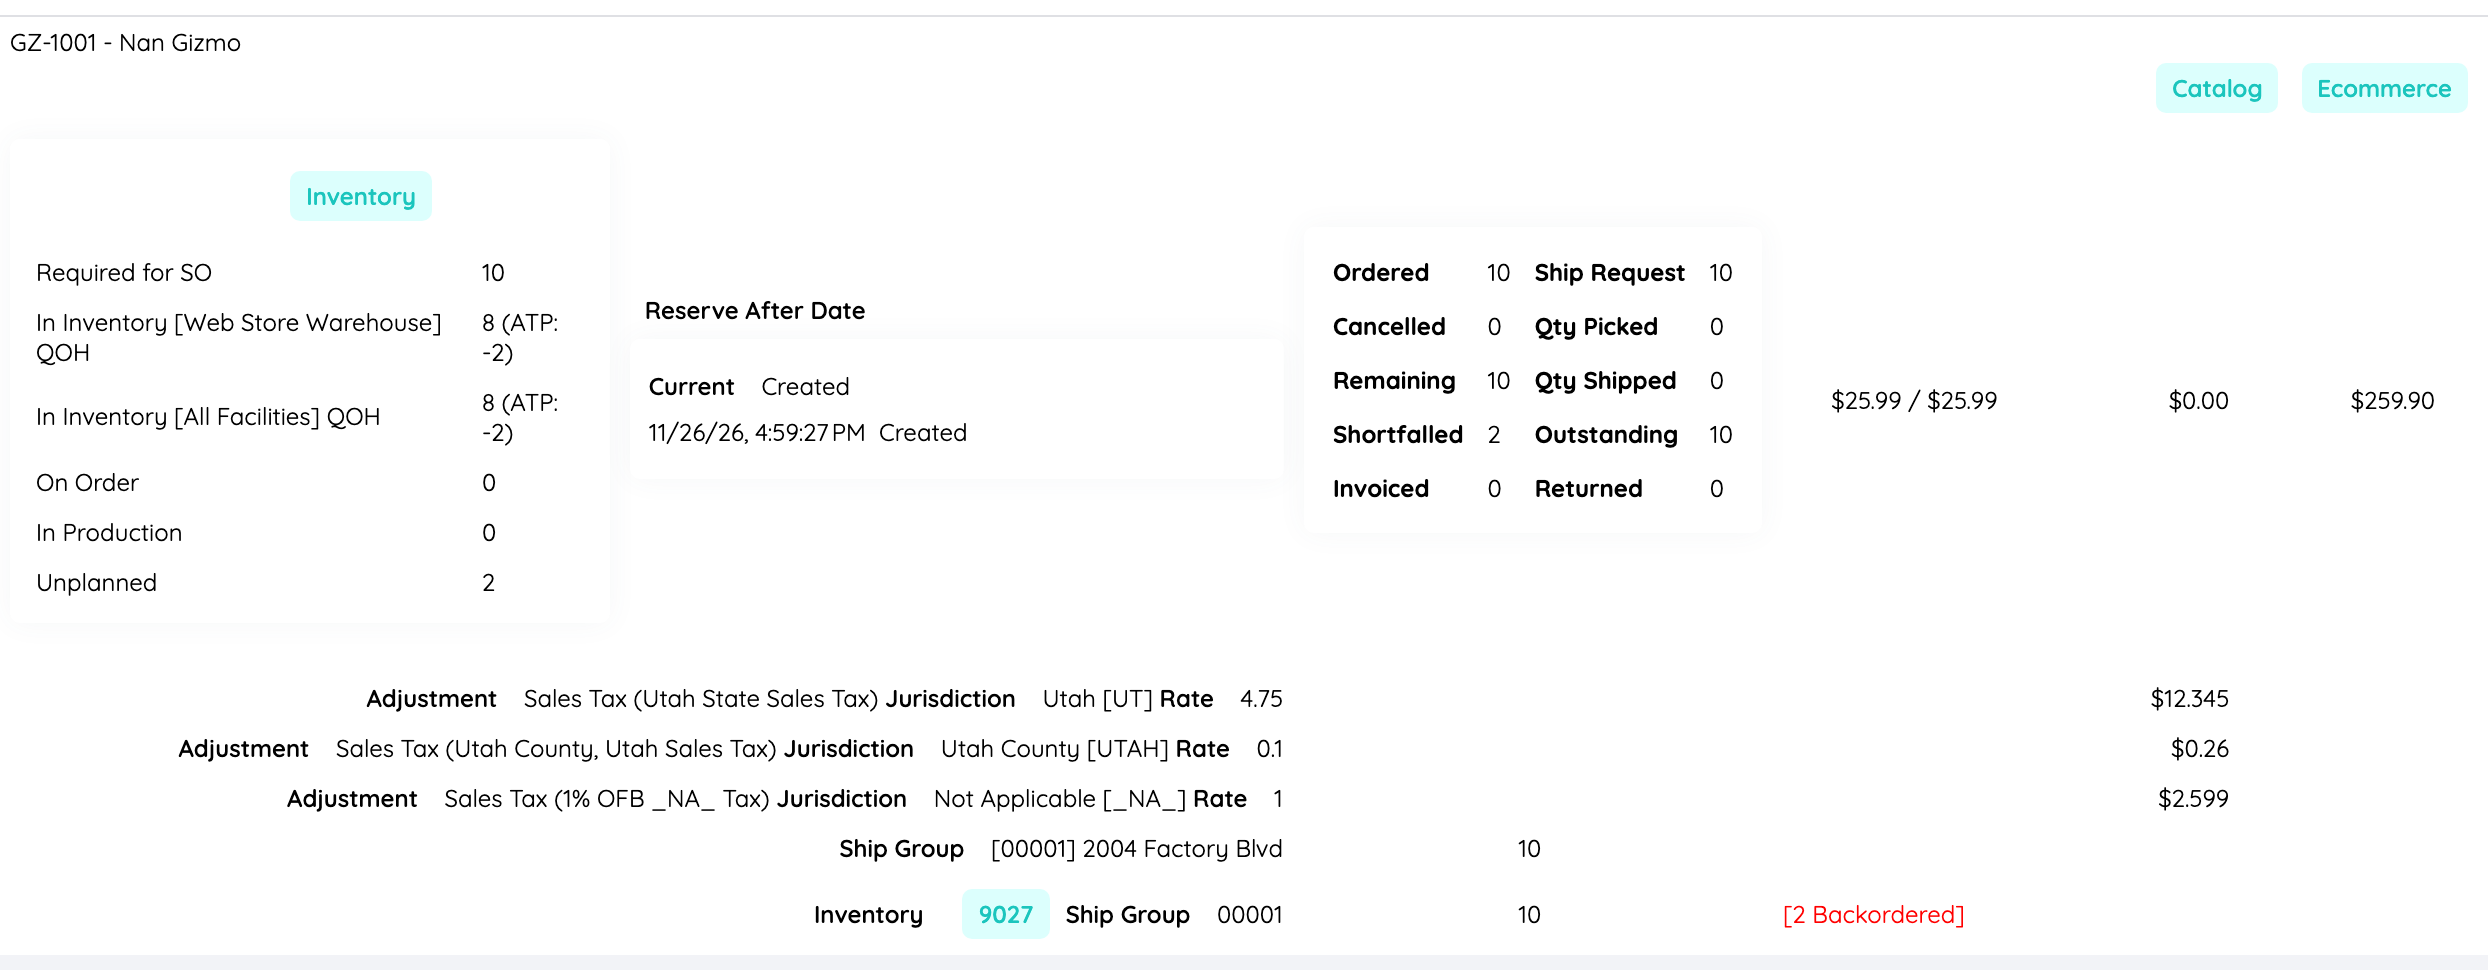 GZ-1001 - Nan Gizmo
Catalog Ecommerce
Inventory
Required for SO 10
In Inventory [Web Store Warehouse] QOH 8 (ATP: -2)
In Inventory [All Facilities] QOH 8 (ATP: -2)
On Order 0
In Production 0
Unplanned 2
Reserve After Date
Current Created
11/26/26, 4:59:27 PM Created
Ordered 10 Ship Request 10
Cancelled 0 Qty Picked 0
Remaining 10 Qty Shipped 0
Shortfalled 2 Outstanding 10
Invoiced 0 Returned 0
$25.99 / $25.99 $0.00 $259.90
Adjustment Sales Tax (Utah State Sales Tax) Jurisdiction Utah [UT] Rate 4.75 $12.345
Adjustment Sales Tax (Utah County, Utah Sales Tax) Jurisdiction Utah County [UTAH] Rate 0.1 $0.26
Adjustment Sales Tax (1% OFB _NA_ Tax) Jurisdiction Not Applicable [_NA_] Rate 1 $2.599
Ship Group [00001] 2004 Factory Blvd 10
Inventory 9027 Ship Group 00001 10 [2 Backordered]